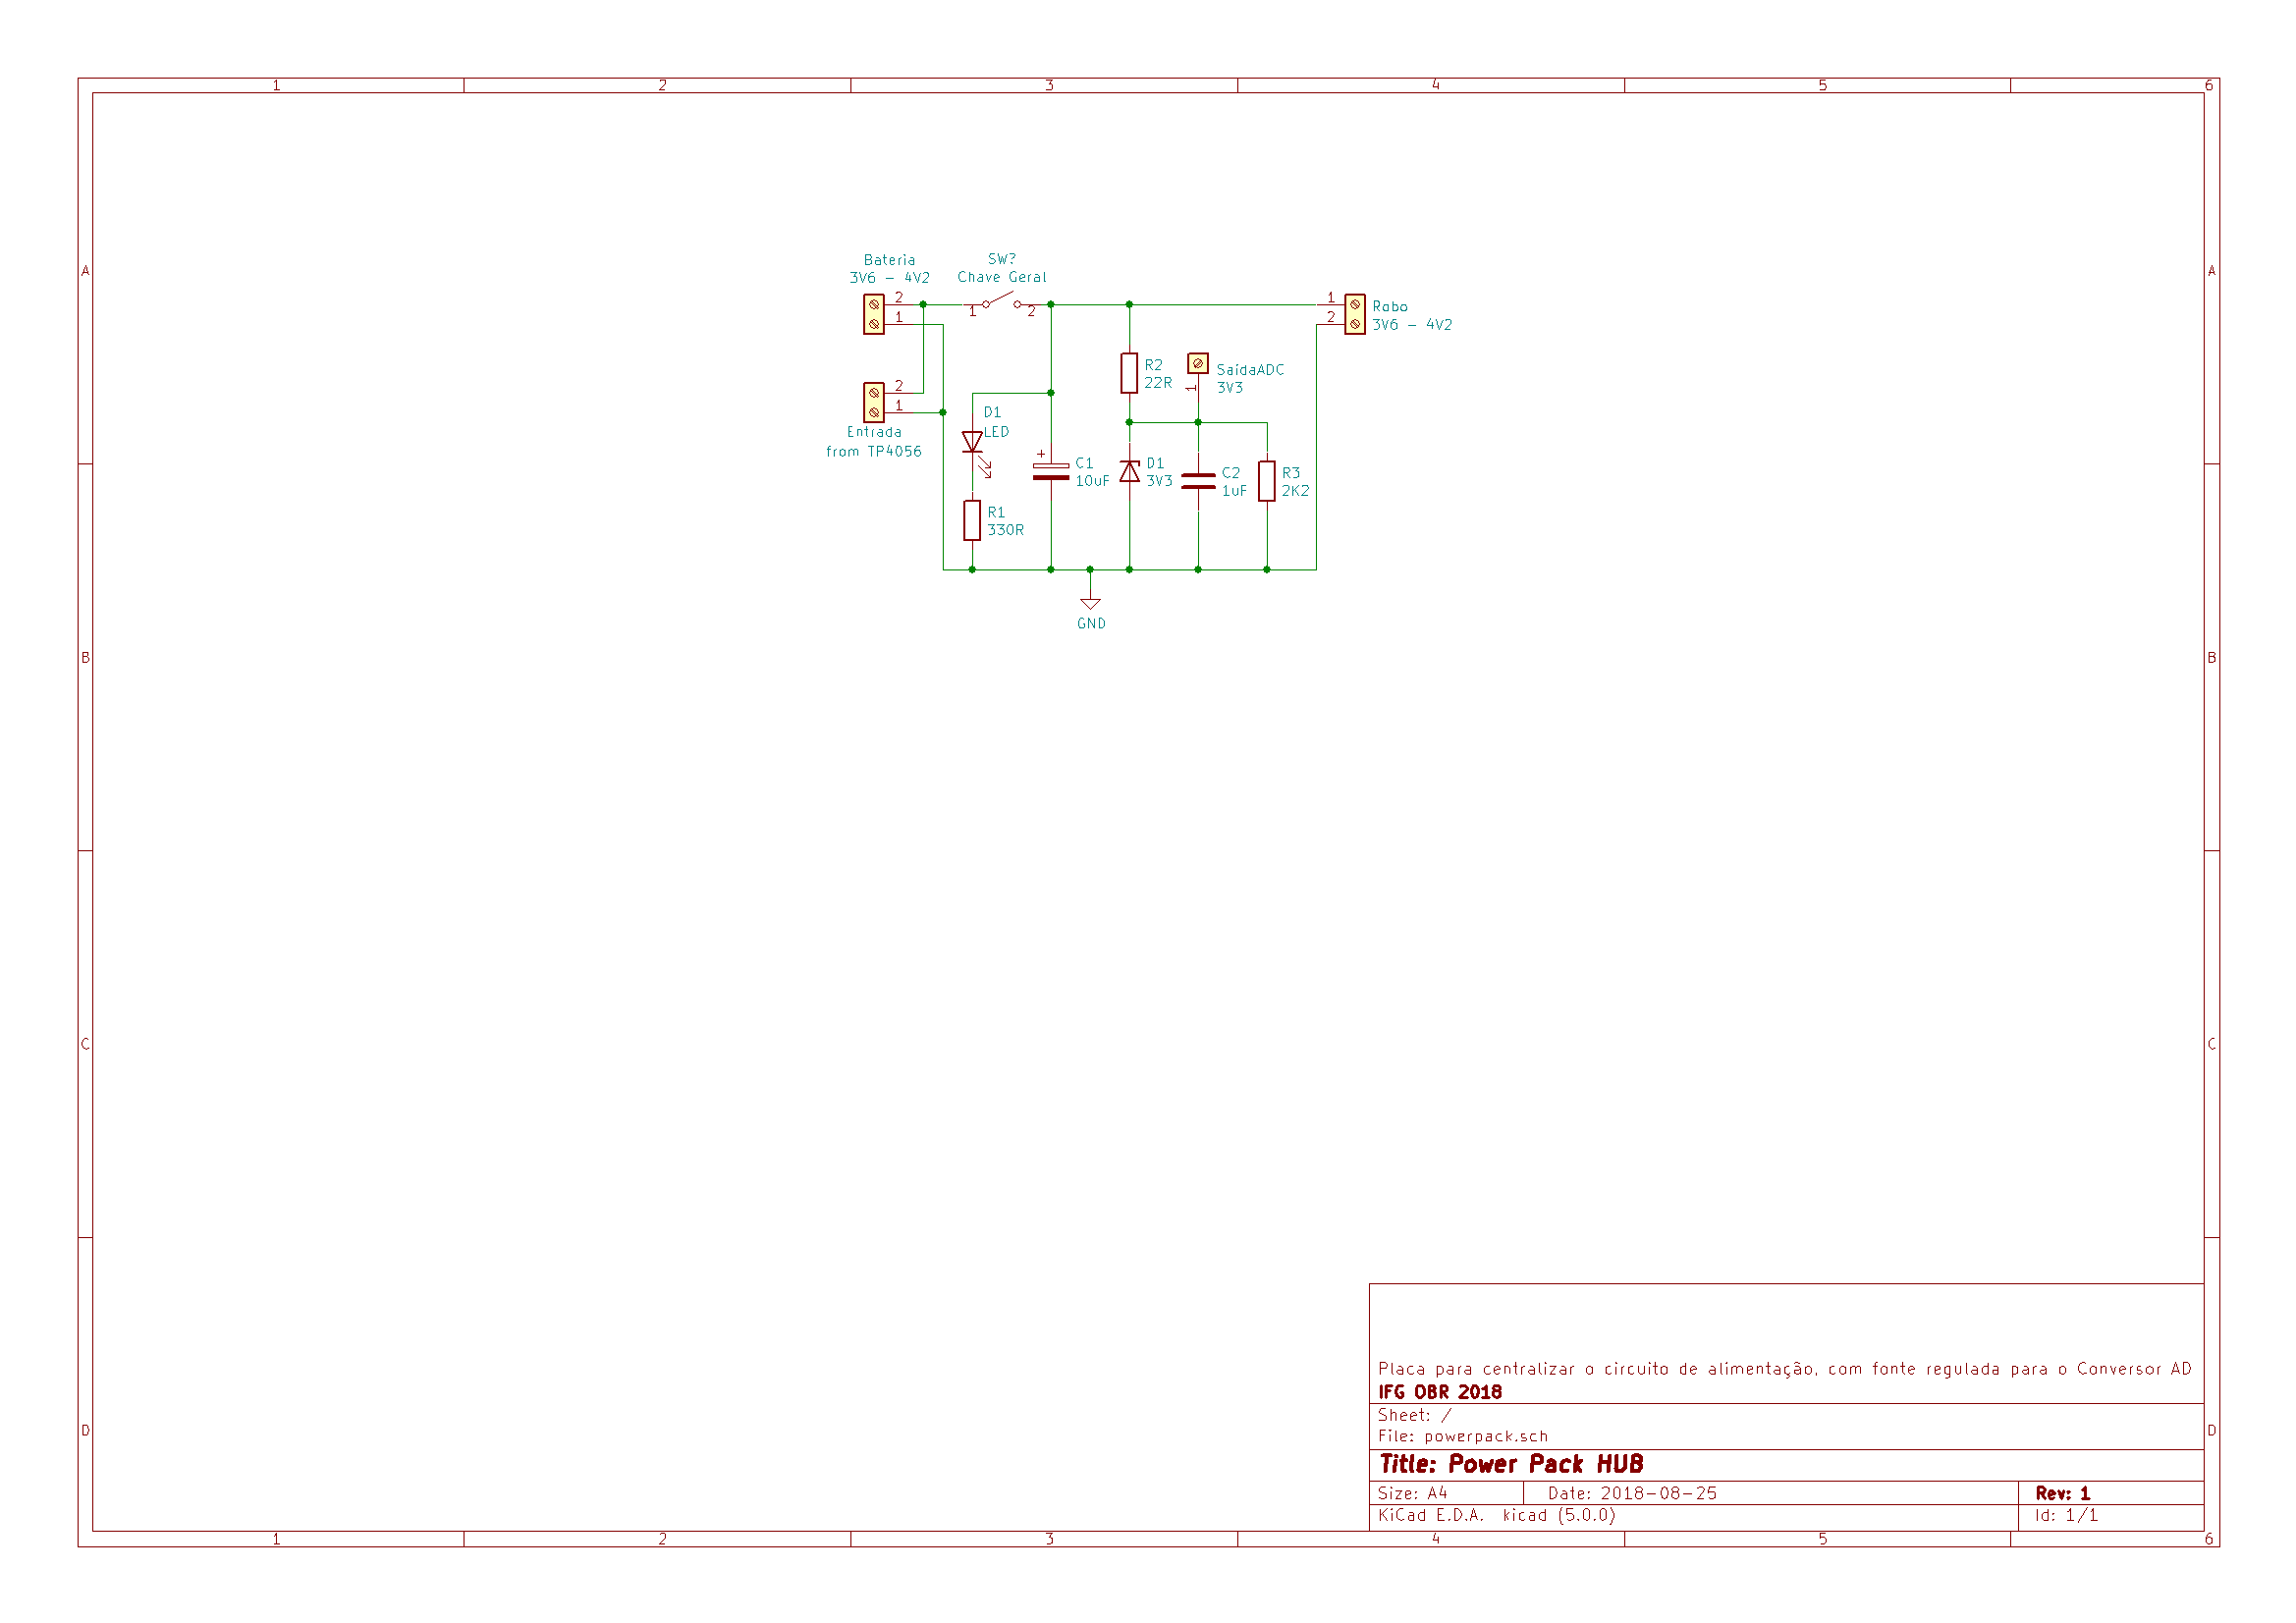 1 2 3 4 5 6
A A
Bateria
3V6 - 4V2
2
1
SW?
Chave Geral
1 2
1
2
Robo
3V6 - 4V2
2
1
Entrada
from TP4056
D1
LED
R1
330R
+
C1
10uF
R2
22R
1
SaidaADC
3V3
D1
3V3
C2
1uF
R3
2K2
GND
B B
C C
D D
Placa para centralizar o circuito de alimentação, com fonte regulada para o Conversor AD
IFG OBR 2018
Sheet: /
File: powerpack.sch
Title: Power Pack HUB
Size: A4 Date: 2018-08-25 Rev: 1
KiCad E.D.A. kicad (5.0.0) Id: 1/1
1 2 3 4 5 6